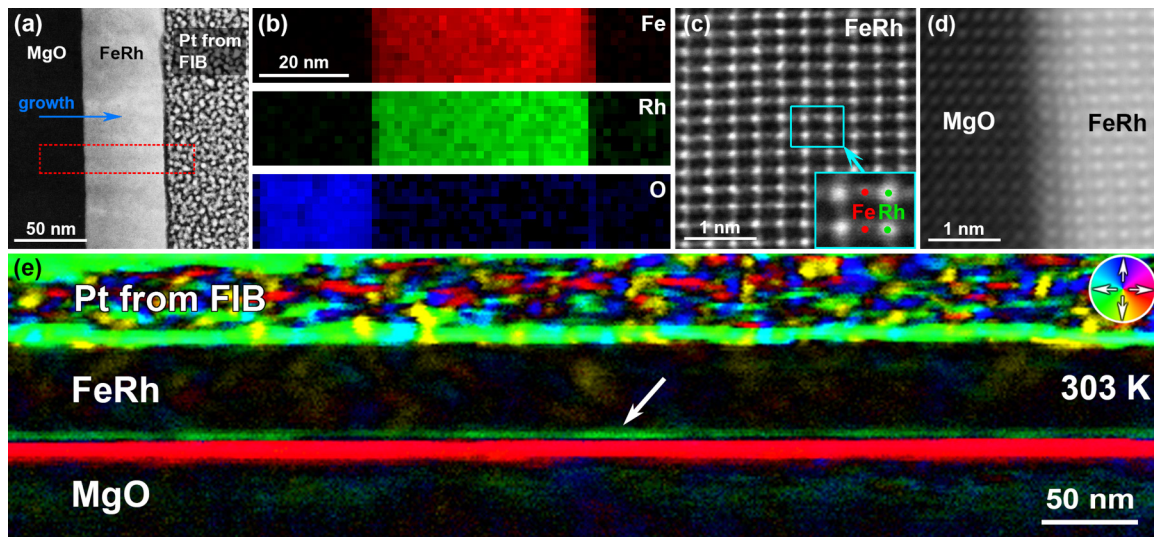 (a)
MgO
FeRh
Pt from
FIB
growth
50 nm
(b)
Fe
20 nm
Rh
O
(c)
FeRh
Fe Rh
1 nm
(d)
MgO
FeRh
1 nm
(e)
Pt from FIB
FeRh
303 K
MgO
50 nm